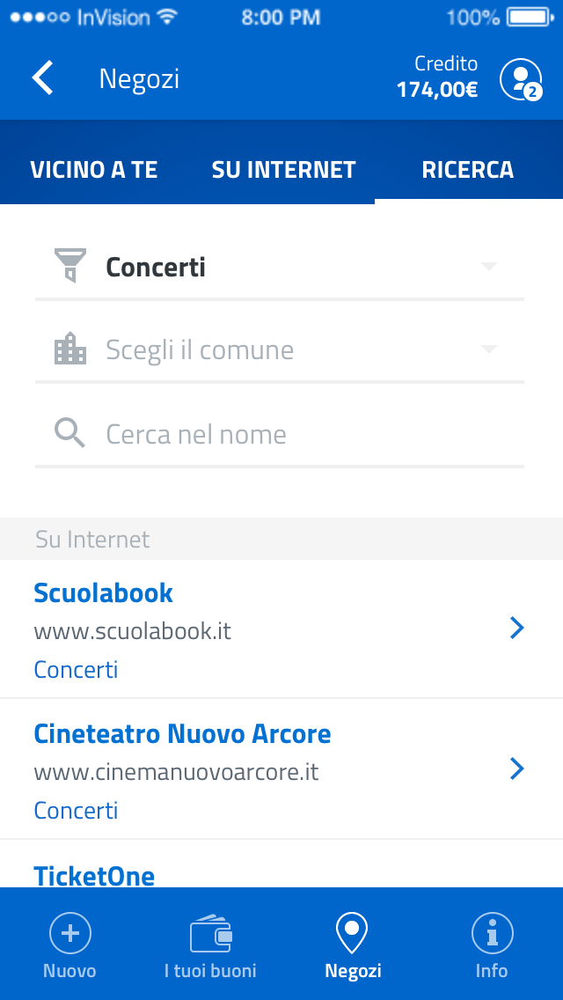 InVision 8:00 PM 100%
Negozi
Credito
174,00€
2
VICINO A TE SU INTERNET RICERCA
Concerti
Scegli il comune
Cerca nel nome
Su Internet
Scuolabook
www.scuolabook.it
Concerti
Cineteatro Nuovo Arcore
www.cinemanuovoarcore.it
Concerti
TicketOne
Nuovo I tuoi buoni Negozi Info